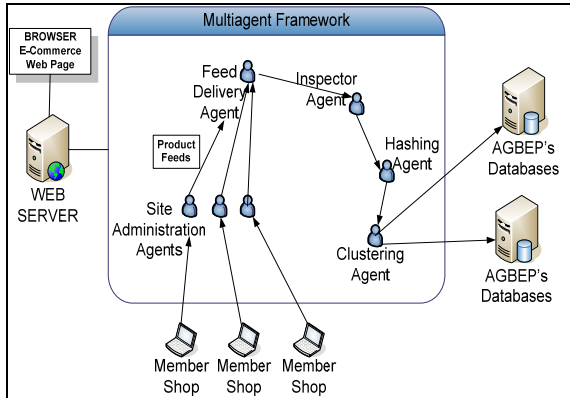 Multiagent Framework
BROWSER
E-Commerce
Web Page
WEB
SERVER
Feed
Delivery
Agent
Inspector
Agent
Product
Feeds
Hashing
Agent
Site
Administration
Agents
Clustering
Agent
AGBEP's
Databases
AGBEP's
Databases
Member
Shop
Member
Shop
Member
Shop